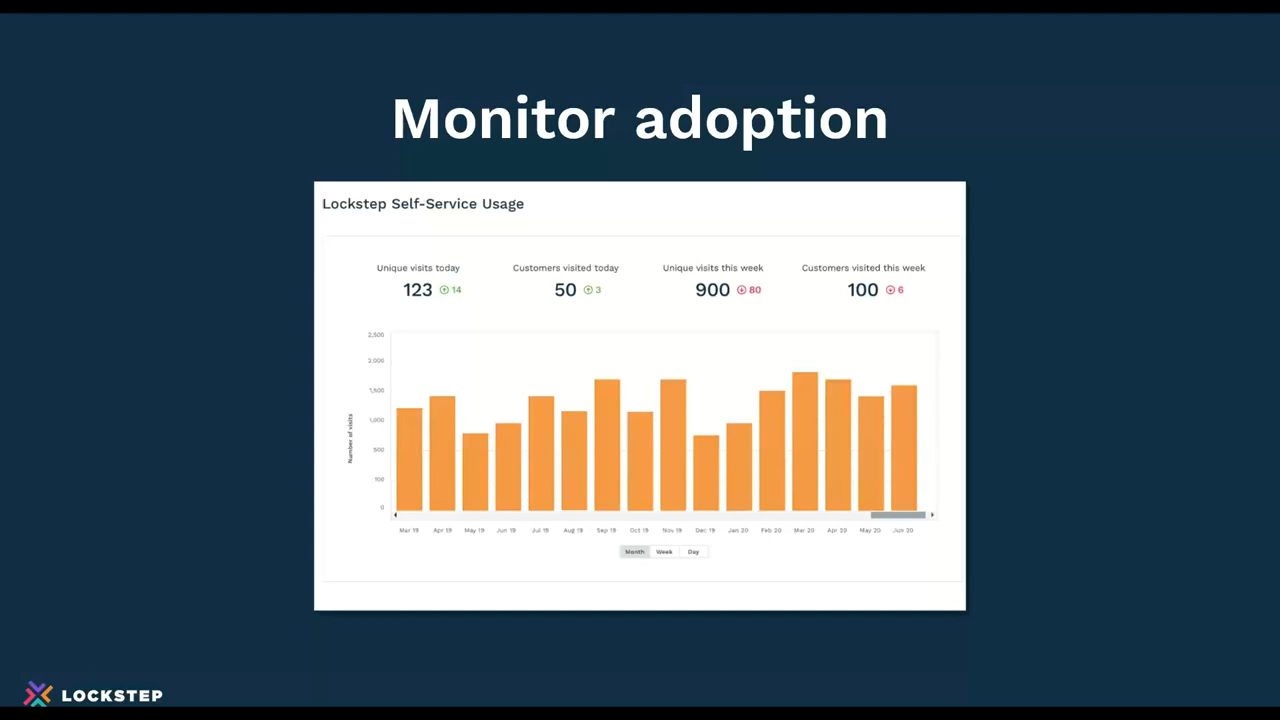 Monitor adoption
Lockstep Self-Service Usage
Unique visits today
Customers visited today
Unique visits this week
Customers visited this week
123 14
50 3
900 80
100 6
2,500
2,000
1,500
1,000
500
100
0
Number of visits
Mar 19 Apr 19 May 19 Jun 19 Jul 19 Aug 19 Sep 19 Oct 19 Nov 19 Dec 19 Jan 20 Feb 20 Mar 20 Apr 20 May 20 Jun 20
Month Week Day
LOCKSTEP